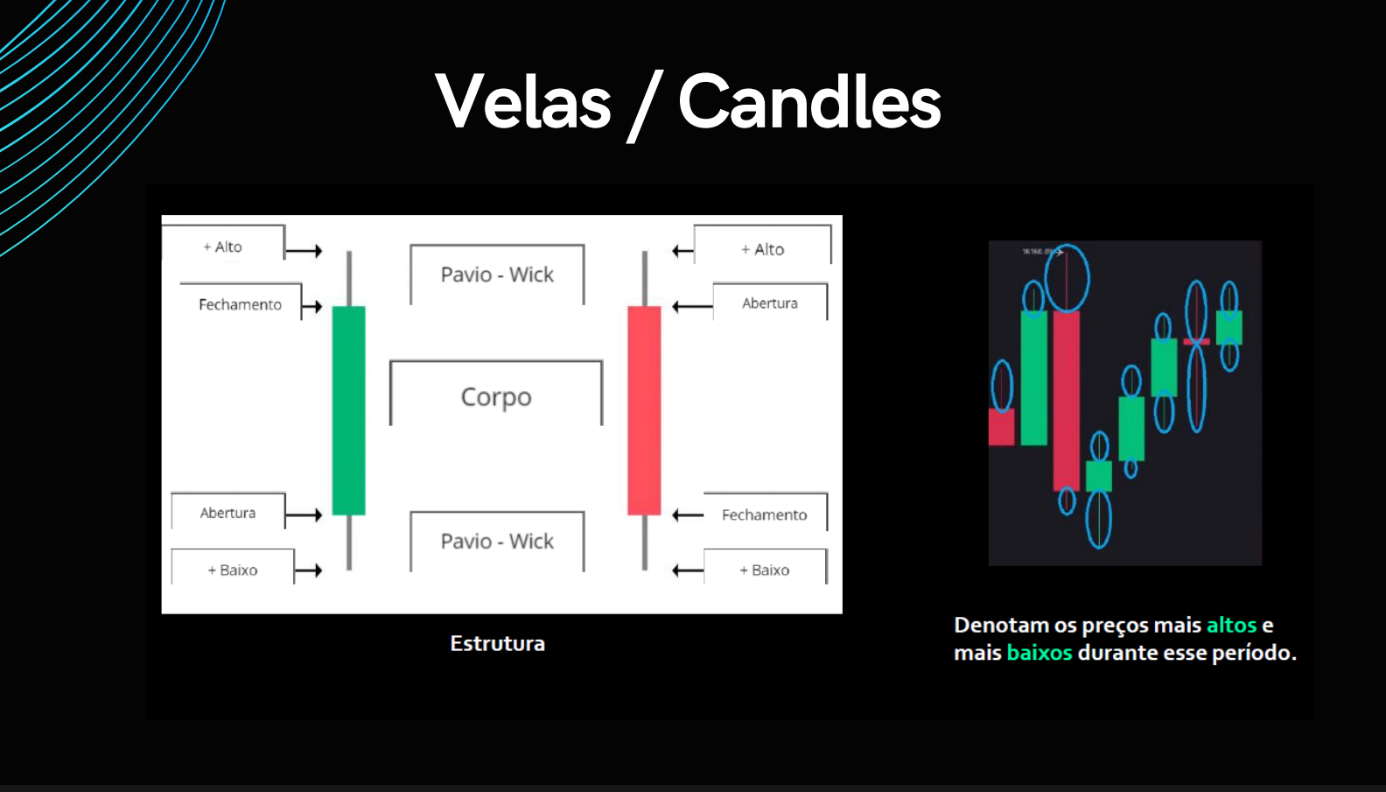 Velas / Candles
+ Alto
Fechamento
Abertura
+ Baixo
Pavio - Wick
Corpo
Pavio - Wick
+ Alto
Abertura
Fechamento
+ Baixo
Estrutura
Denotam os preços mais altos e
mais baixos durante esse período.